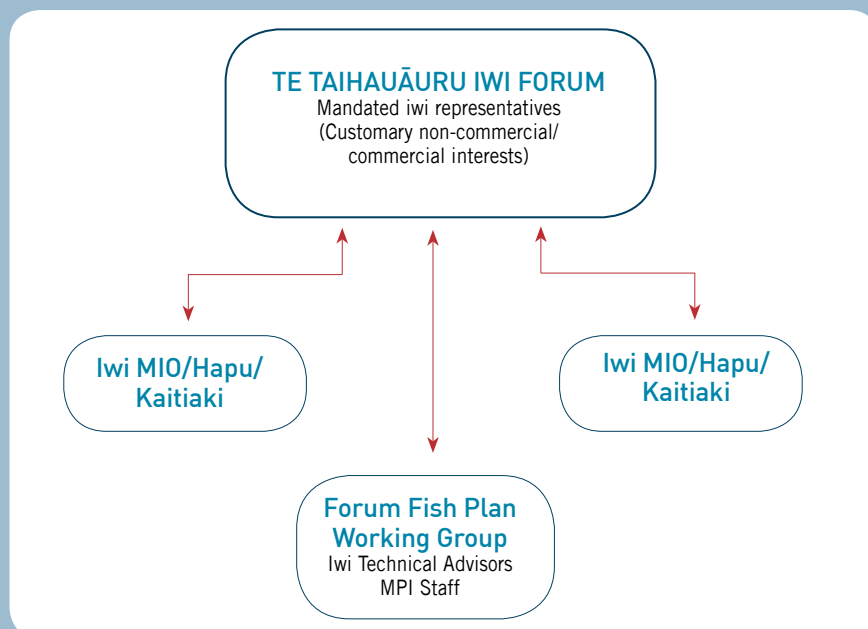 TE TAIHAUĀURU IWI FORUM
Mandated iwi representatives
(Customary non-commercial/
commercial interests)
Iwi MIO/Hapu/
Kaitiaki
Iwi MIO/Hapu/
Kaitiaki
Forum Fish Plan
Working Group
Iwi Technical Advisors
MPI Staff